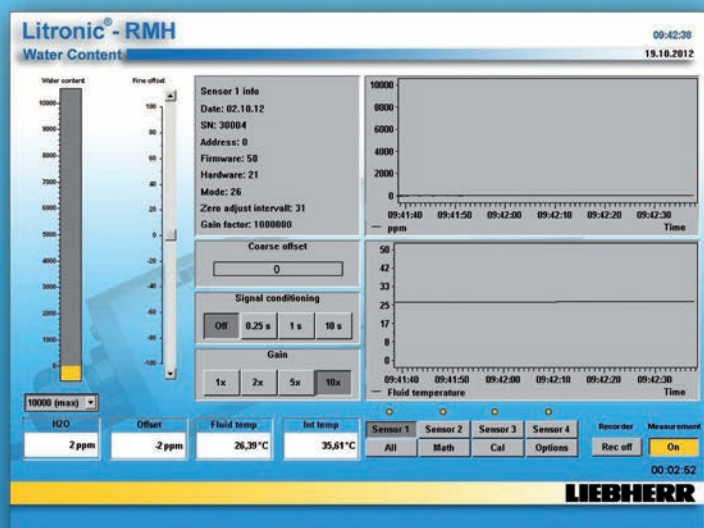 Litronic®- RMH
09:42:38
Water Content
19.10.2012
Water content
Fine offset
10000
9000
8000
7000
6000
5000
4000
3000
2000
1000
0
100
80
60
40
20
0
-20
-40
-60
-80
-100
Sensor 1 info
Date: 02.10.12
SN: 30004
Address: 0
Firmware: 50
Hardware: 21
Mode: 26
Zero adjust intervall: 31
Gain factor: 1000000
Coarse offset
0
Signal conditioning
Off 0.25 s 1 s 10 s
Gain
1x 2x 5x 10x
10000
8000
6000
4000
2000
0
09:41:40 09:41:50 09:42:00 09:42:10 09:42:20 09:42:30
ppm Time
50
42
33
25
17
8
0
09:41:40 09:41:50 09:42:00 09:42:10 09:42:20 09:42:30
Fluid temperature Time
10000 (max)
H2O Offset Fluid temp Int temp
2 ppm -2 ppm 26,39°C 35,61°C
Sensor 1 Sensor 2 Sensor 3 Sensor 4
All Math Cal Options
Recorder Measurement
Rec off On
00:02:52
LIEBHERR